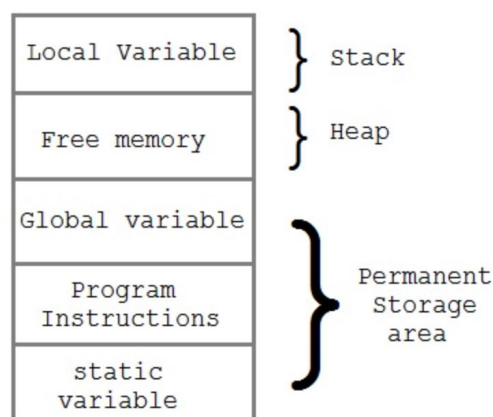 Local Variable
Stack
Free memory
Heap
Global variable
Program
Instructions
static
variable
Permanent
Storage
area